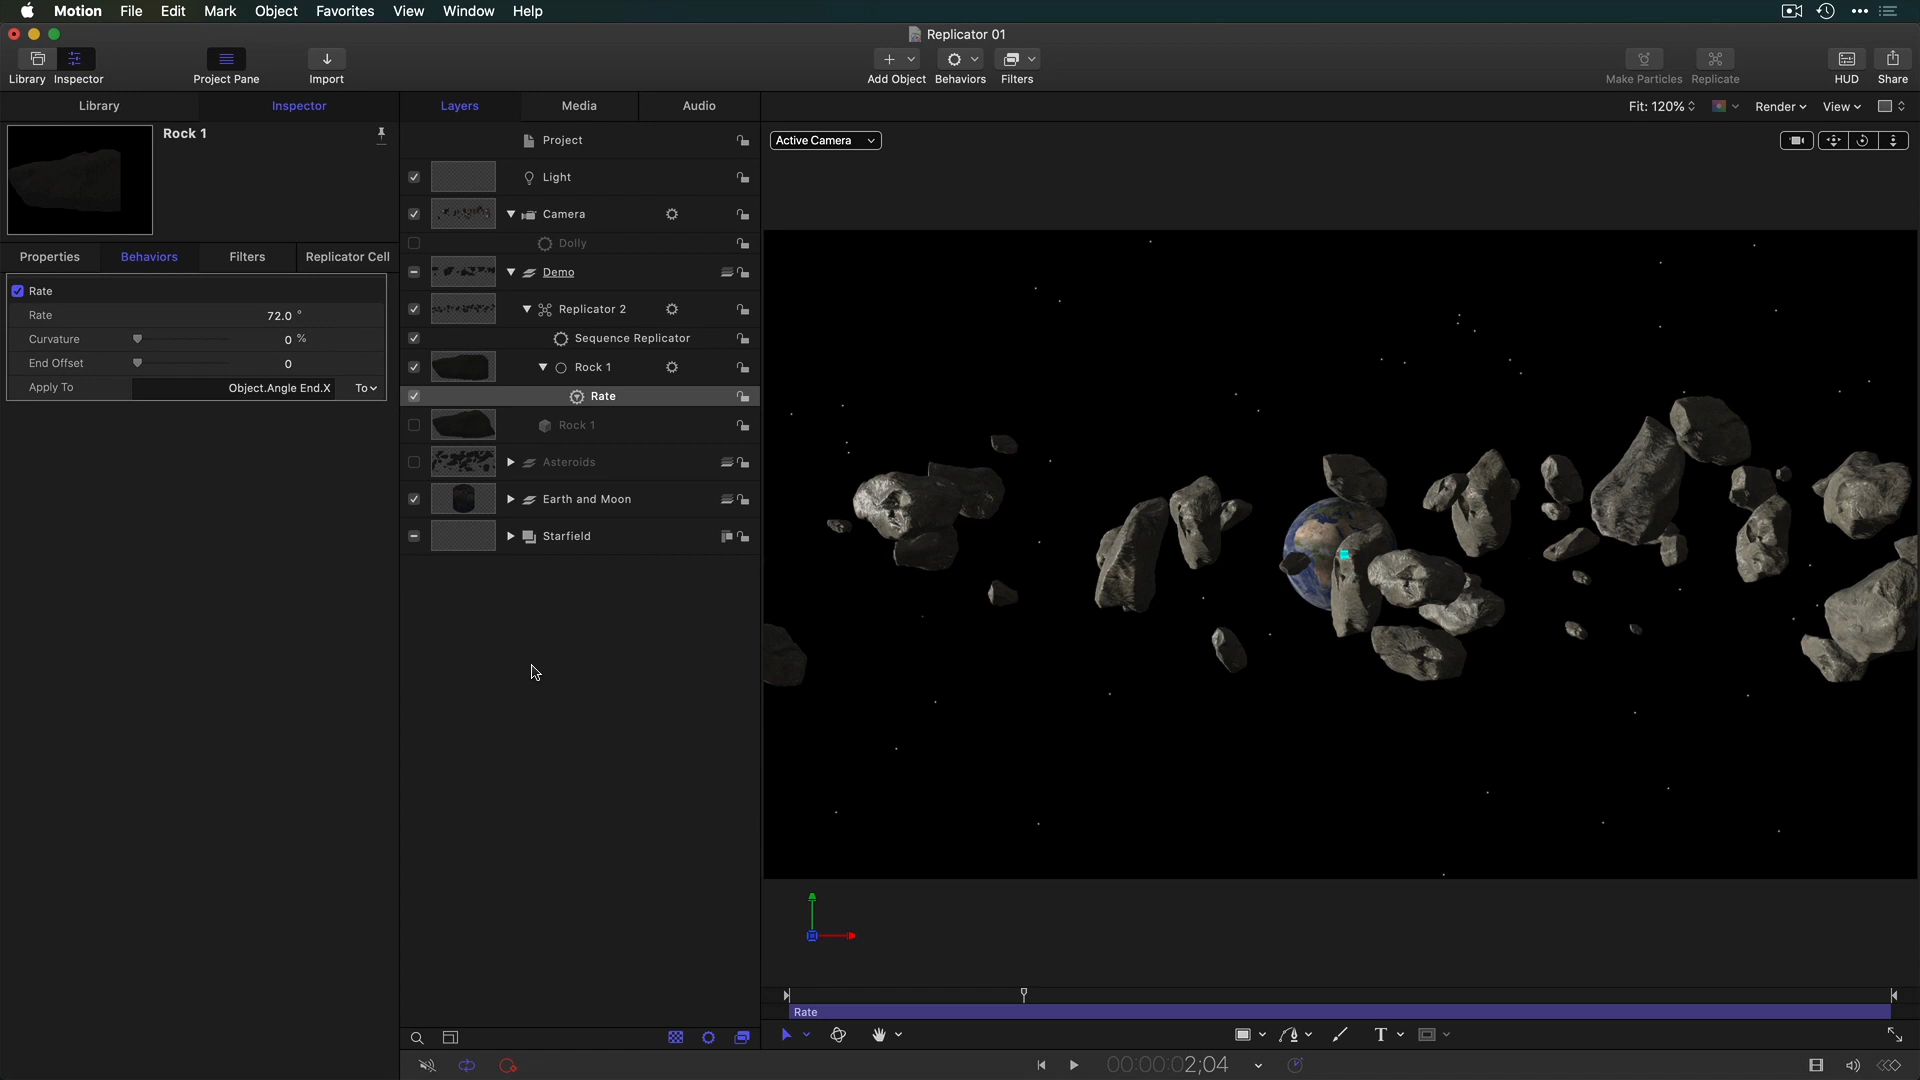 Motion File Edit Mark Object Favorites View Window Help
Replicator 01
Library Inspector Project Pane Import Add Object Behaviors Filters Make Particles Replicate HUD Share
Library Inspector Layers Media Audio Fit: 120% Render View
Rock 1
Active Camera
Properties Behaviors Filters Replicator Cell
Rate
Rate 72.0 °
Curvature 0 %
End Offset 0
Apply To Object.Angle End.X To
Project
Light
Camera
Dolly
Demo
Replicator 2
Sequence Replicator
Rock 1
Rate
Rock 1
Asteroids
Earth and Moon
Starfield
Rate
T
00:00:02;04